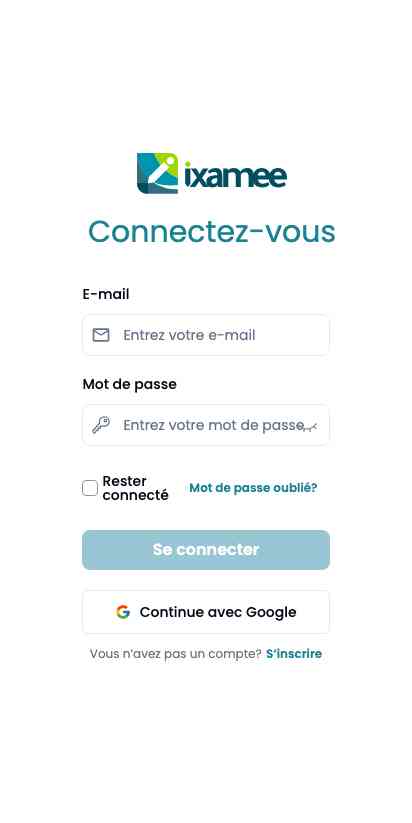 ixamee
Connectez-vous
E-mail
Entrez votre e-mail
Mot de passe
Entrez votre mot de passe
Rester
connecté
Mot de passe oublié?
Se connecter
Continue avec Google
Vous n'avez pas un compte? S'inscrire